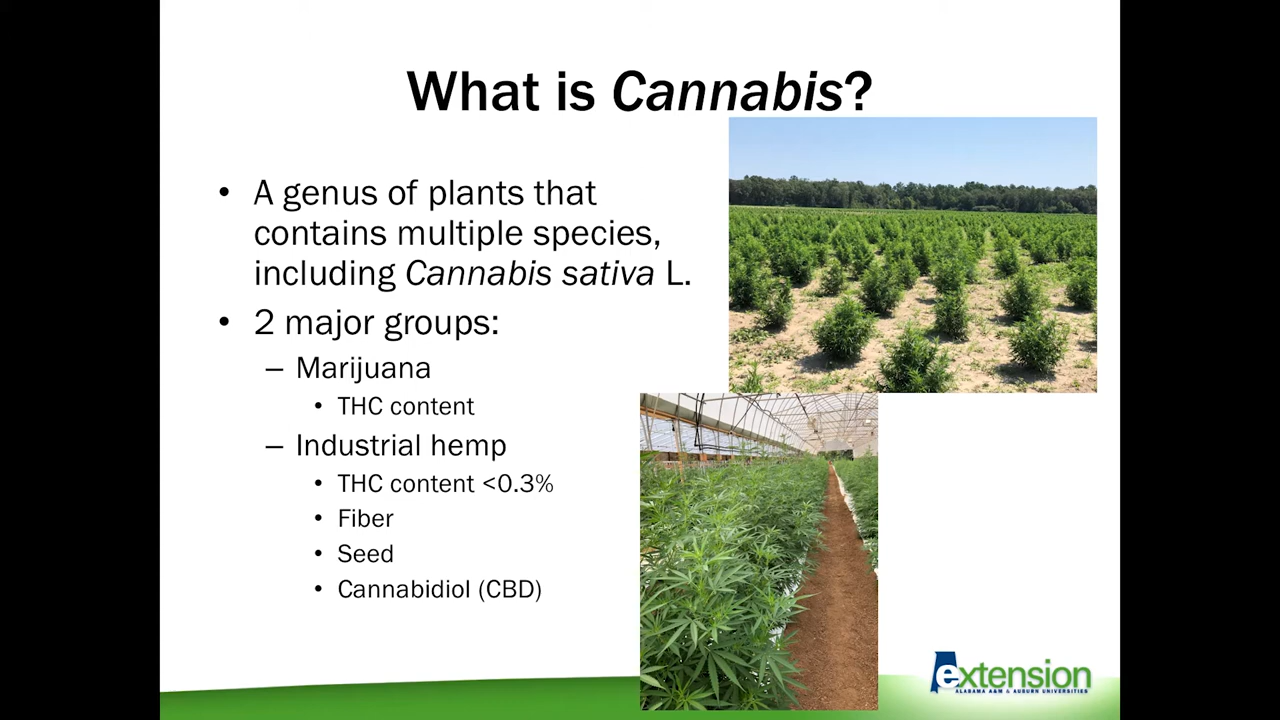 What is Cannabis?
• A genus of plants that
contains multiple species,
including Cannabis sativa L.
• 2 major groups:
– Marijuana
• THC content
– Industrial hemp
• THC content <0.3%
• Fiber
• Seed
• Cannabidiol (CBD)
extension
ALABAMA A&M & AUBURN UNIVERSITIES